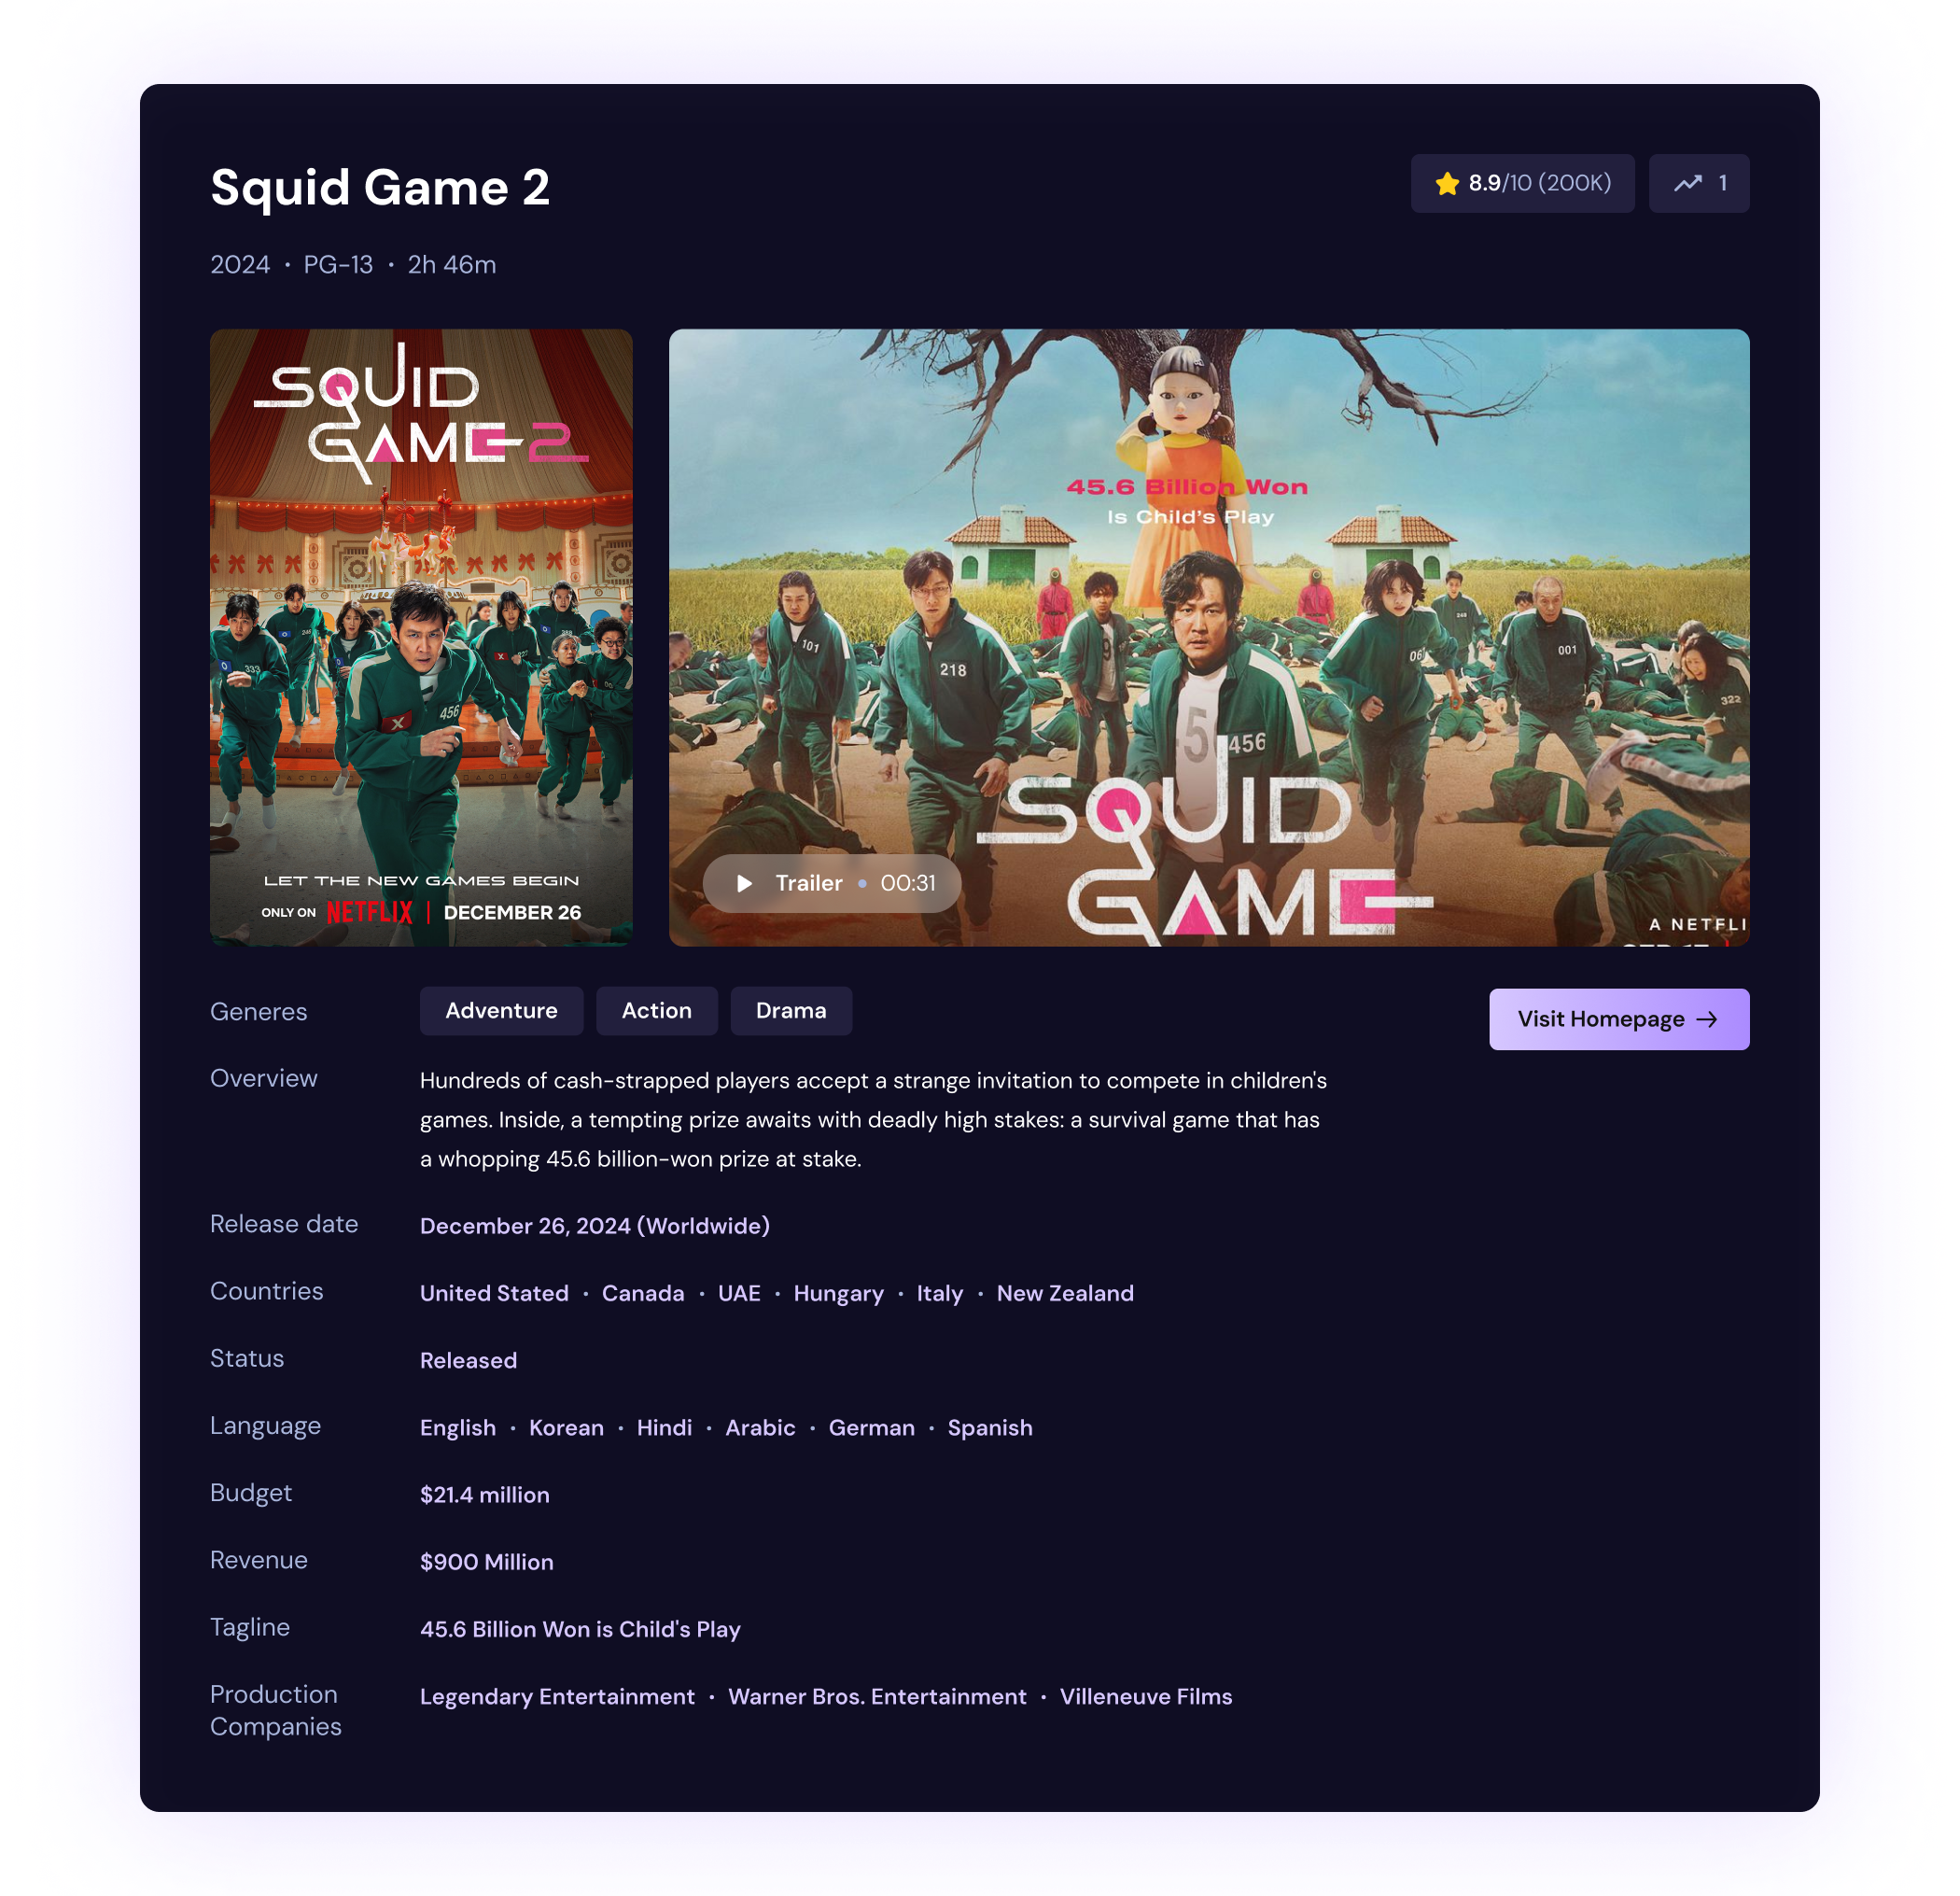 Squid Game 2
8.9/10 (200K)
1
2024 • PG-13 • 2h 46m
SQUID
GAME 2
333
246
456
X
LET THE NEW GAMES BEGIN
ONLY ON NETFLIX | DECEMBER 26
45.6 Billion Won
Is Child's Play
101
218
456
001
322
SQUID
GAME
Trailer • 00:31
A NETFLI
Generes
Adventure
Action
Drama
Visit Homepage →
Overview
Hundreds of cash-strapped players accept a strange invitation to compete in children's
games. Inside, a tempting prize awaits with deadly high stakes: a survival game that has
a whopping 45.6 billion-won prize at stake.
Release date
December 26, 2024 (Worldwide)
Countries
United Stated • Canada • UAE • Hungary • Italy • New Zealand
Status
Released
Language
English • Korean • Hindi • Arabic • German • Spanish
Budget
$21.4 million
Revenue
$900 Million
Tagline
45.6 Billion Won is Child's Play
Production
Companies
Legendary Entertainment • Warner Bros. Entertainment • Villeneuve Films